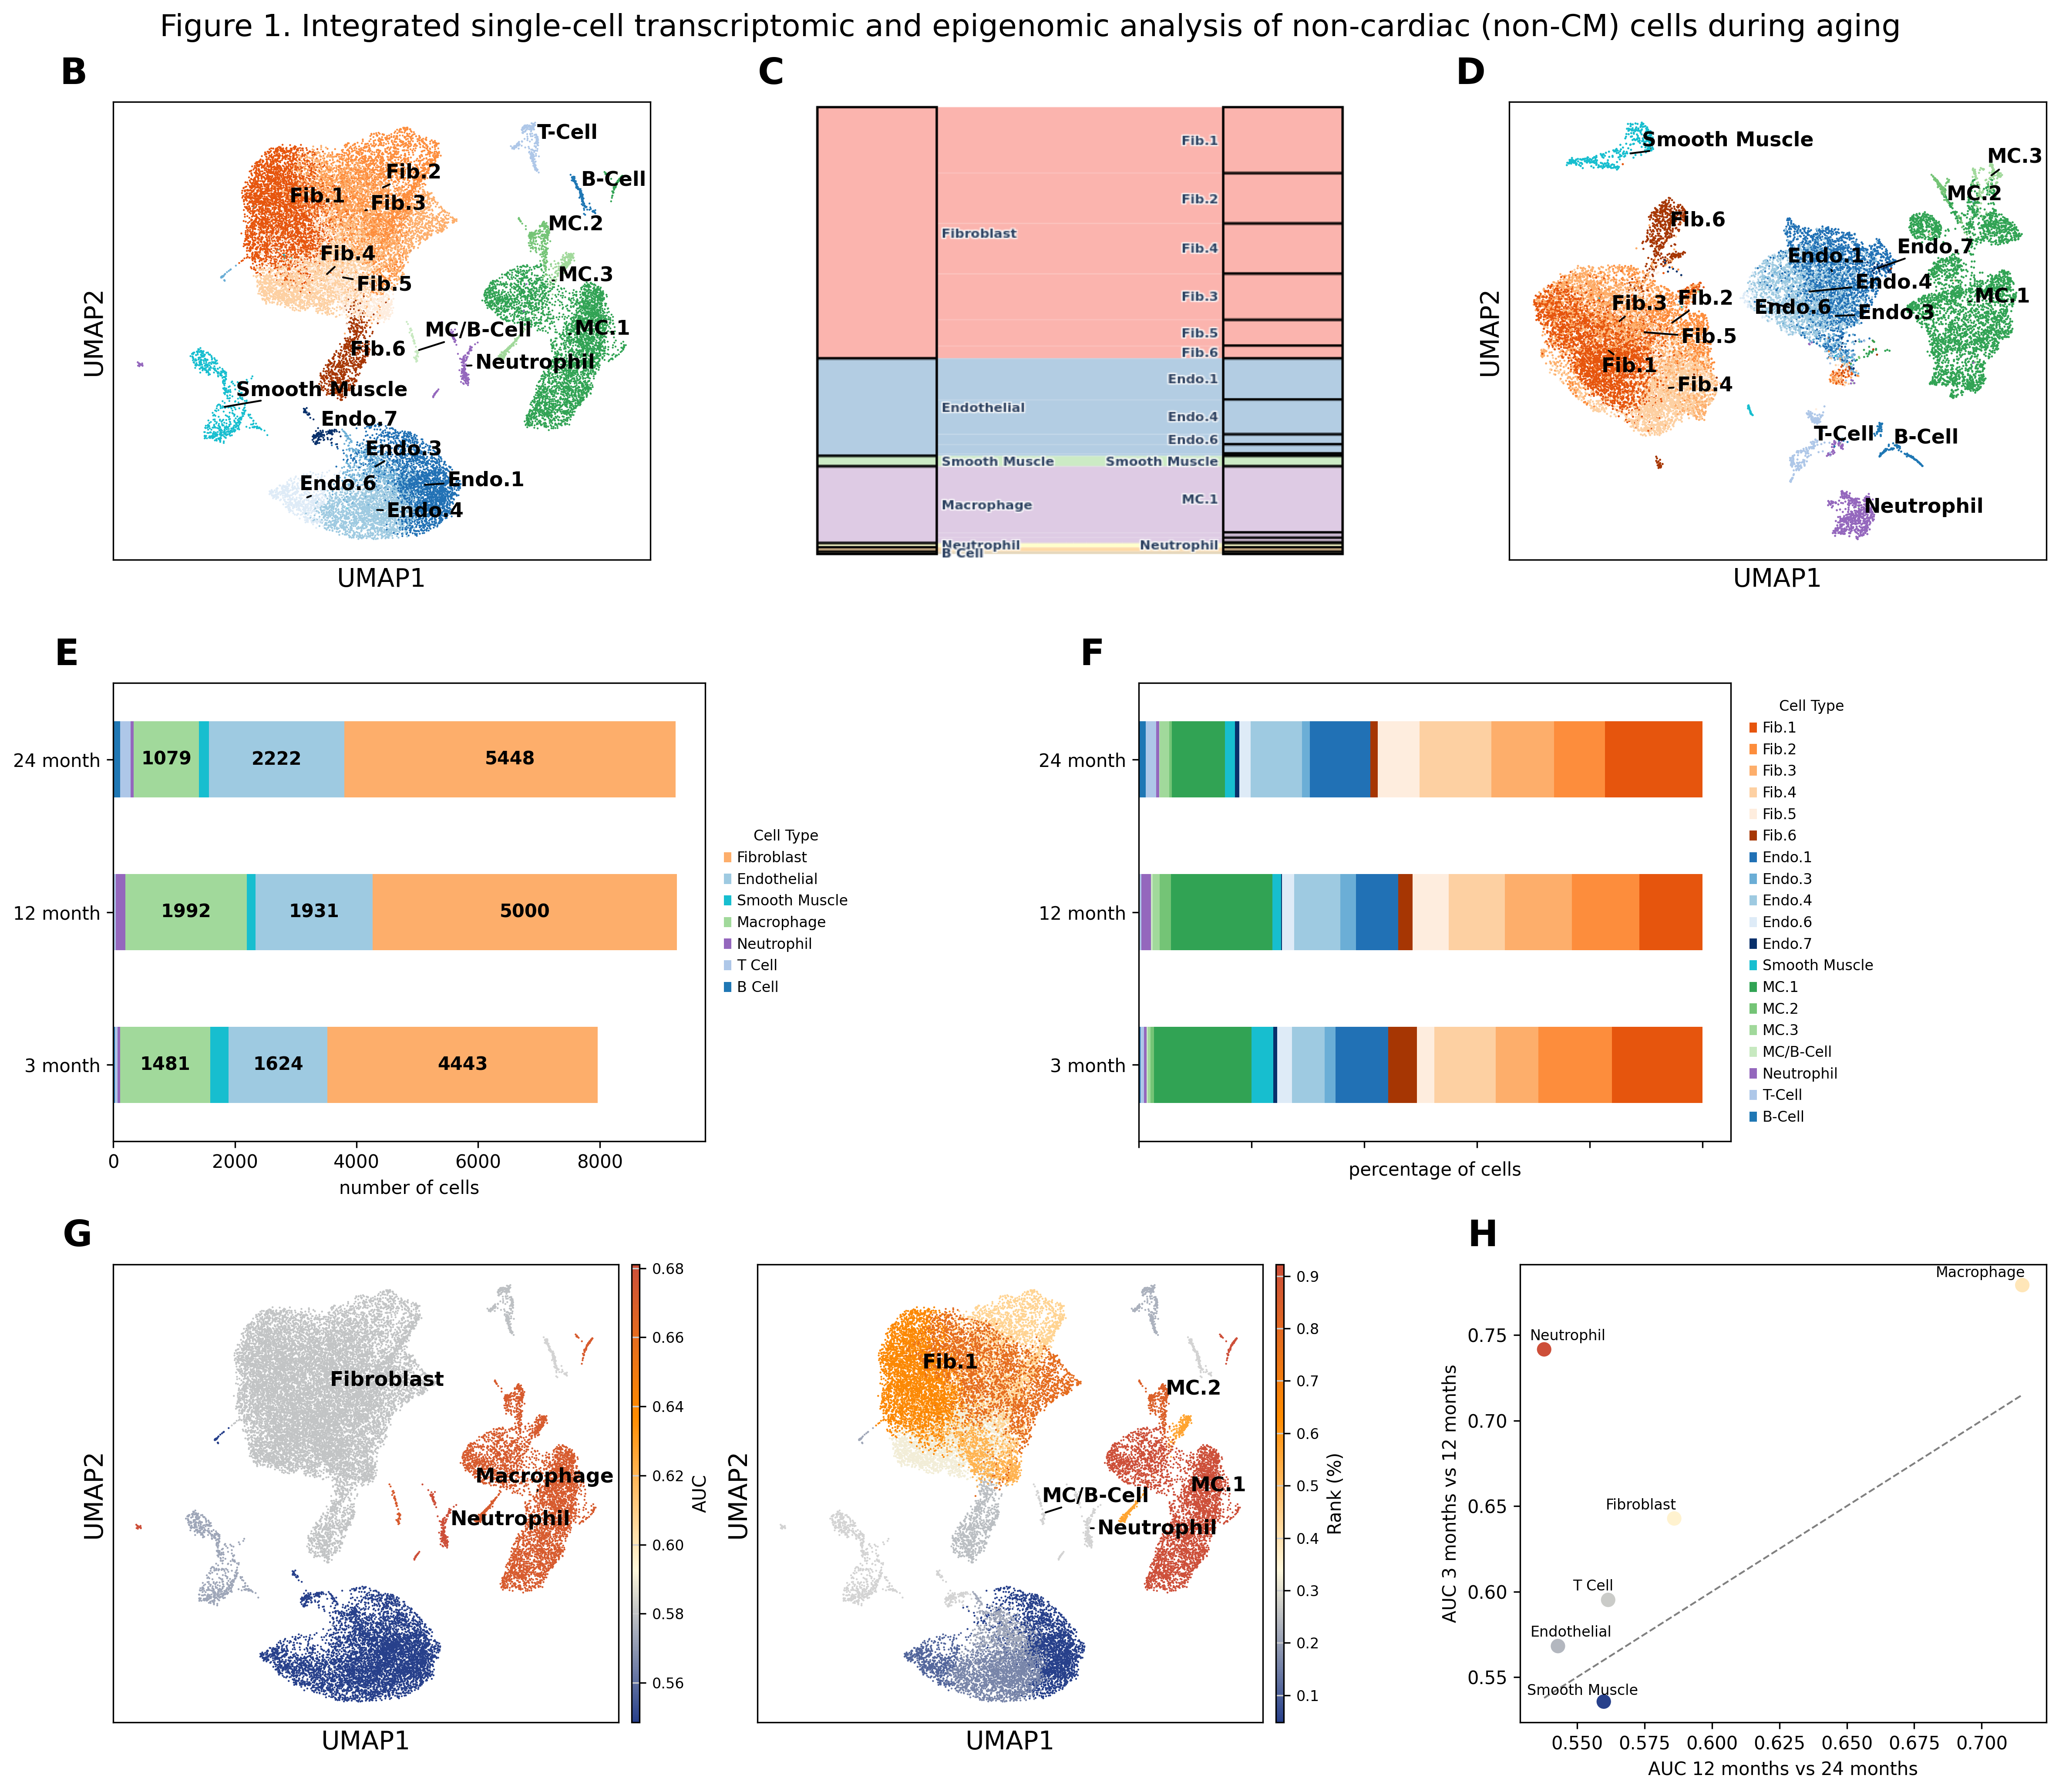 Figure 1. Integrated single-cell transcriptomic and epigenomic analysis of non-cardiac (non-CM) cells during aging
B
T-Cell
Fib.2
B-Cell
Fib.1
Fib.3
MC.2
Fib.4
MC.3
Fib.5
MC/B-Cell
MC.1
Fib.6
Neutrophil
Smooth Muscle
Endo.7
Endo.3
Endo.1
Endo.6
Endo.4
UMAP2
UMAP1
C
Fibroblast
Endothelial
Smooth Muscle
Macrophage
Neutrophil
B Cell
Fib.1
Fib.2
Fib.4
Fib.3
Fib.5
Fib.6
Endo.1
Endo.4
Endo.6
Smooth Muscle
MC.1
Neutrophil
D
Smooth Muscle
MC.3
MC.2
Fib.6
Endo.7
Endo.1
Endo.4
MC.1
Fib.3
Fib.2
Endo.6
Endo.3
Fib.5
Fib.1
Fib.4
T-Cell
B-Cell
Neutrophil
UMAP2
UMAP1
E
24 month
1079
2222
5448
12 month
1992
1931
5000
3 month
1481
1624
4443
0
2000
4000
6000
8000
number of cells
Cell Type
Fibroblast
Endothelial
Smooth Muscle
Macrophage
Neutrophil
T Cell
B Cell
F
24 month
12 month
3 month
percentage of cells
Cell Type
Fib.1
Fib.2
Fib.3
Fib.4
Fib.5
Fib.6
Endo.1
Endo.3
Endo.4
Endo.6
Endo.7
Smooth Muscle
MC.1
MC.2
MC.3
MC/B-Cell
Neutrophil
T-Cell
B-Cell
G
Fibroblast
Macrophage
Neutrophil
UMAP2
UMAP1
0.68
0.66
0.64
0.62
0.60
0.58
0.56
AUC
Fib.1
MC.2
MC.1
MC/B-Cell
Neutrophil
UMAP2
UMAP1
0.9
0.8
0.7
0.6
0.5
0.4
0.3
0.2
0.1
Rank (%)
H
Macrophage
Neutrophil
Fibroblast
T Cell
Endothelial
Smooth Muscle
0.75
0.70
0.65
0.60
0.55
AUC 3 months vs 12 months
0.550
0.575
0.600
0.625
0.650
0.675
0.700
AUC 12 months vs 24 months